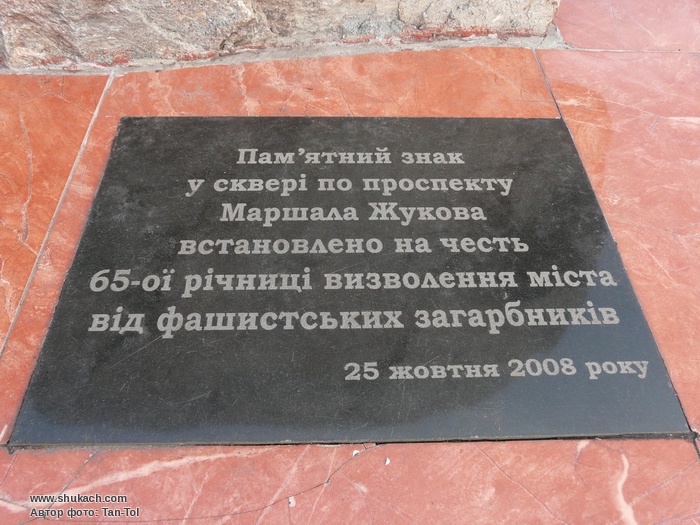 Пам’ятний знак
у сквері по проспекту
Маршала Жукова
встановлено на честь
65-ої річниці визволення міста
від фашистських загарбників
25 жовтня 2008 року
www.shukach.com
Автор фото: Tan-Tol